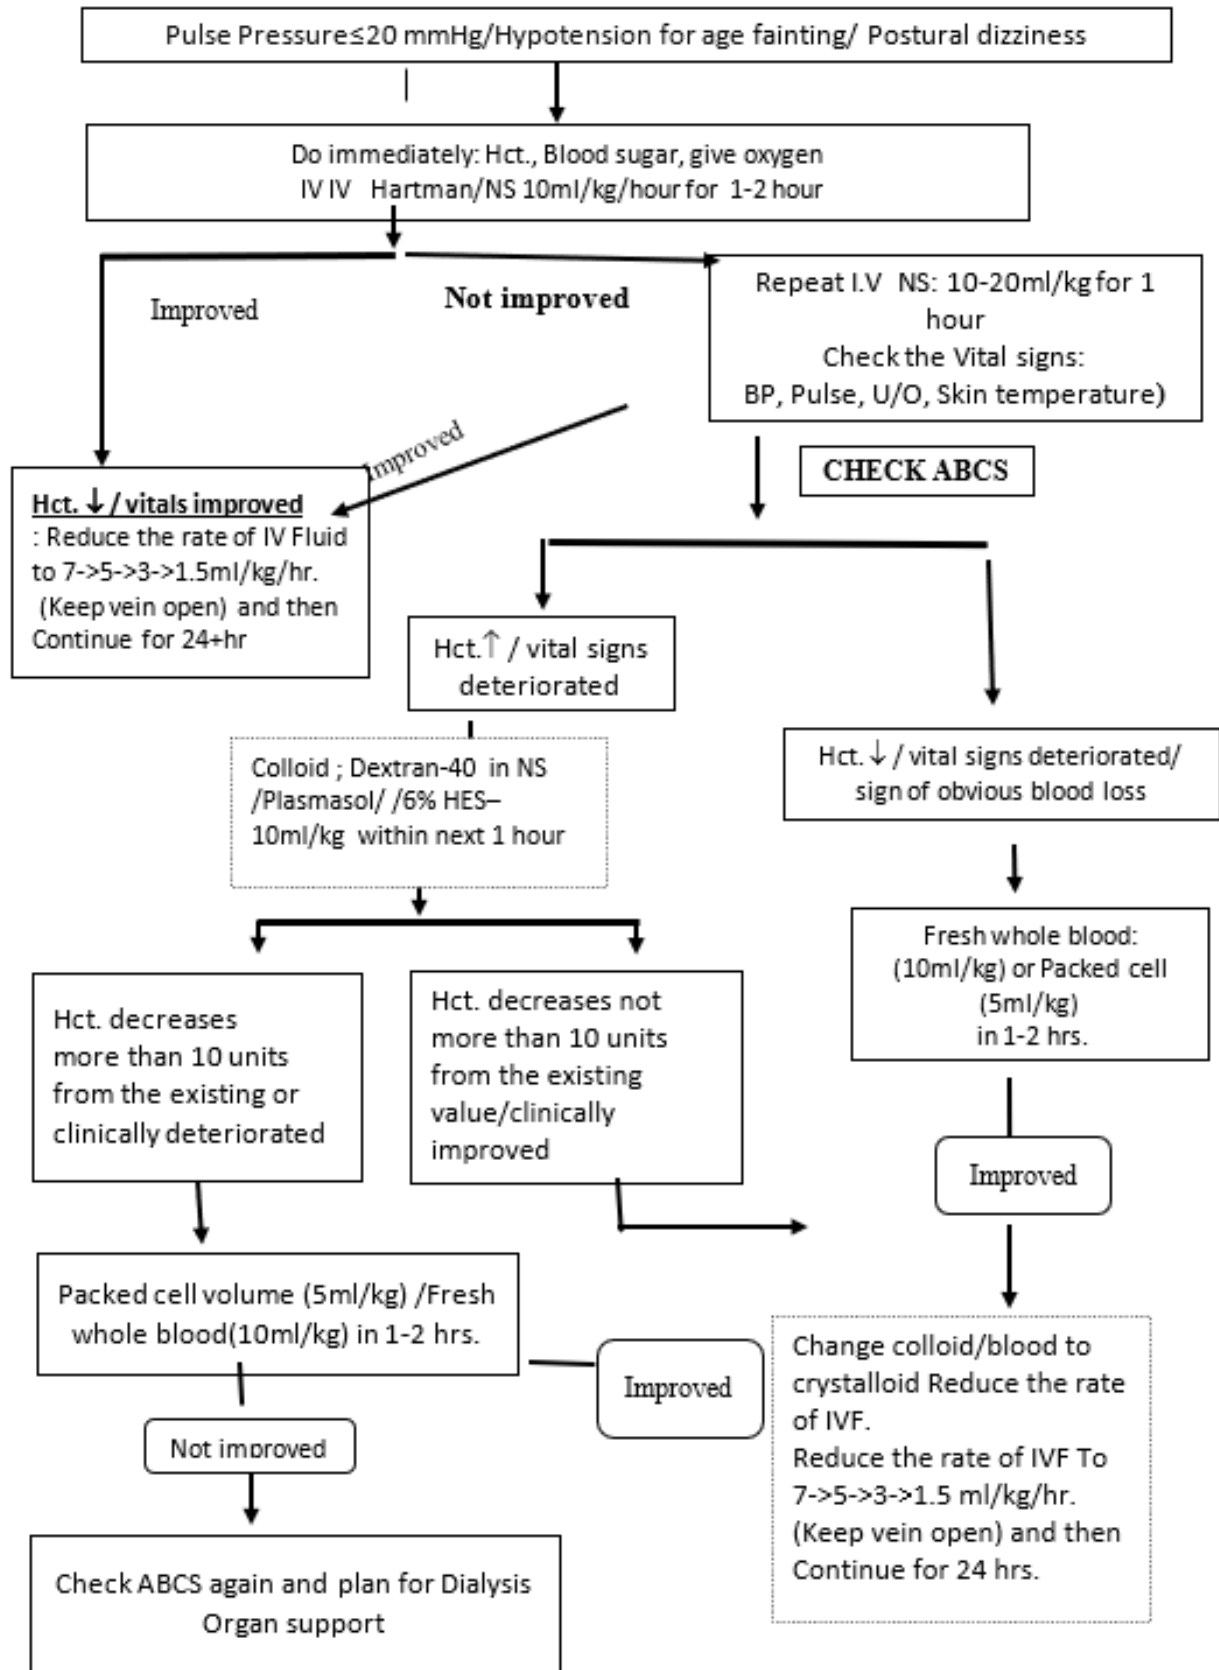 Pulse Pressure≤20 mmHg/Hypotension for age fainting/ Postural dizziness
Do immediately: Hct., Blood sugar, give oxygen
IV IV Hartman/NS 10ml/kg/hour for 1-2 hour
Improved
Not improved
Repeat I.V NS: 10-20ml/kg for 1
hour
Check the Vital signs:
BP, Pulse, U/O, Skin temperature)
Improved
CHECK ABCS
Hct. ↓ / vitals improved
: Reduce the rate of IV Fluid
to 7->5->3->1.5ml/kg/hr.
(Keep vein open) and then
Continue for 24+hr
Hct.↑ / vital signs
deteriorated
Hct. ↓ / vital signs deteriorated/
sign of obvious blood loss
Colloid ; Dextran-40 in NS
/Plasmasol/ /6% HES–
10ml/kg within next 1 hour
Fresh whole blood:
(10ml/kg) or Packed cell
(5ml/kg)
in 1-2 hrs.
Hct. decreases
more than 10 units
from the existing or
clinically deteriorated
Hct. decreases not
more than 10 units
from the existing
value/clinically
improved
Improved
Packed cell volume (5ml/kg) /Fresh
whole blood(10ml/kg) in 1-2 hrs.
Improved
Change colloid/blood to
crystalloid Reduce the rate
of IVF.
Reduce the rate of IVF To
7->5->3->1.5 ml/kg/hr.
(Keep vein open) and then
Continue for 24 hrs.
Not improved
Check ABCS again and plan for Dialysis
Organ support